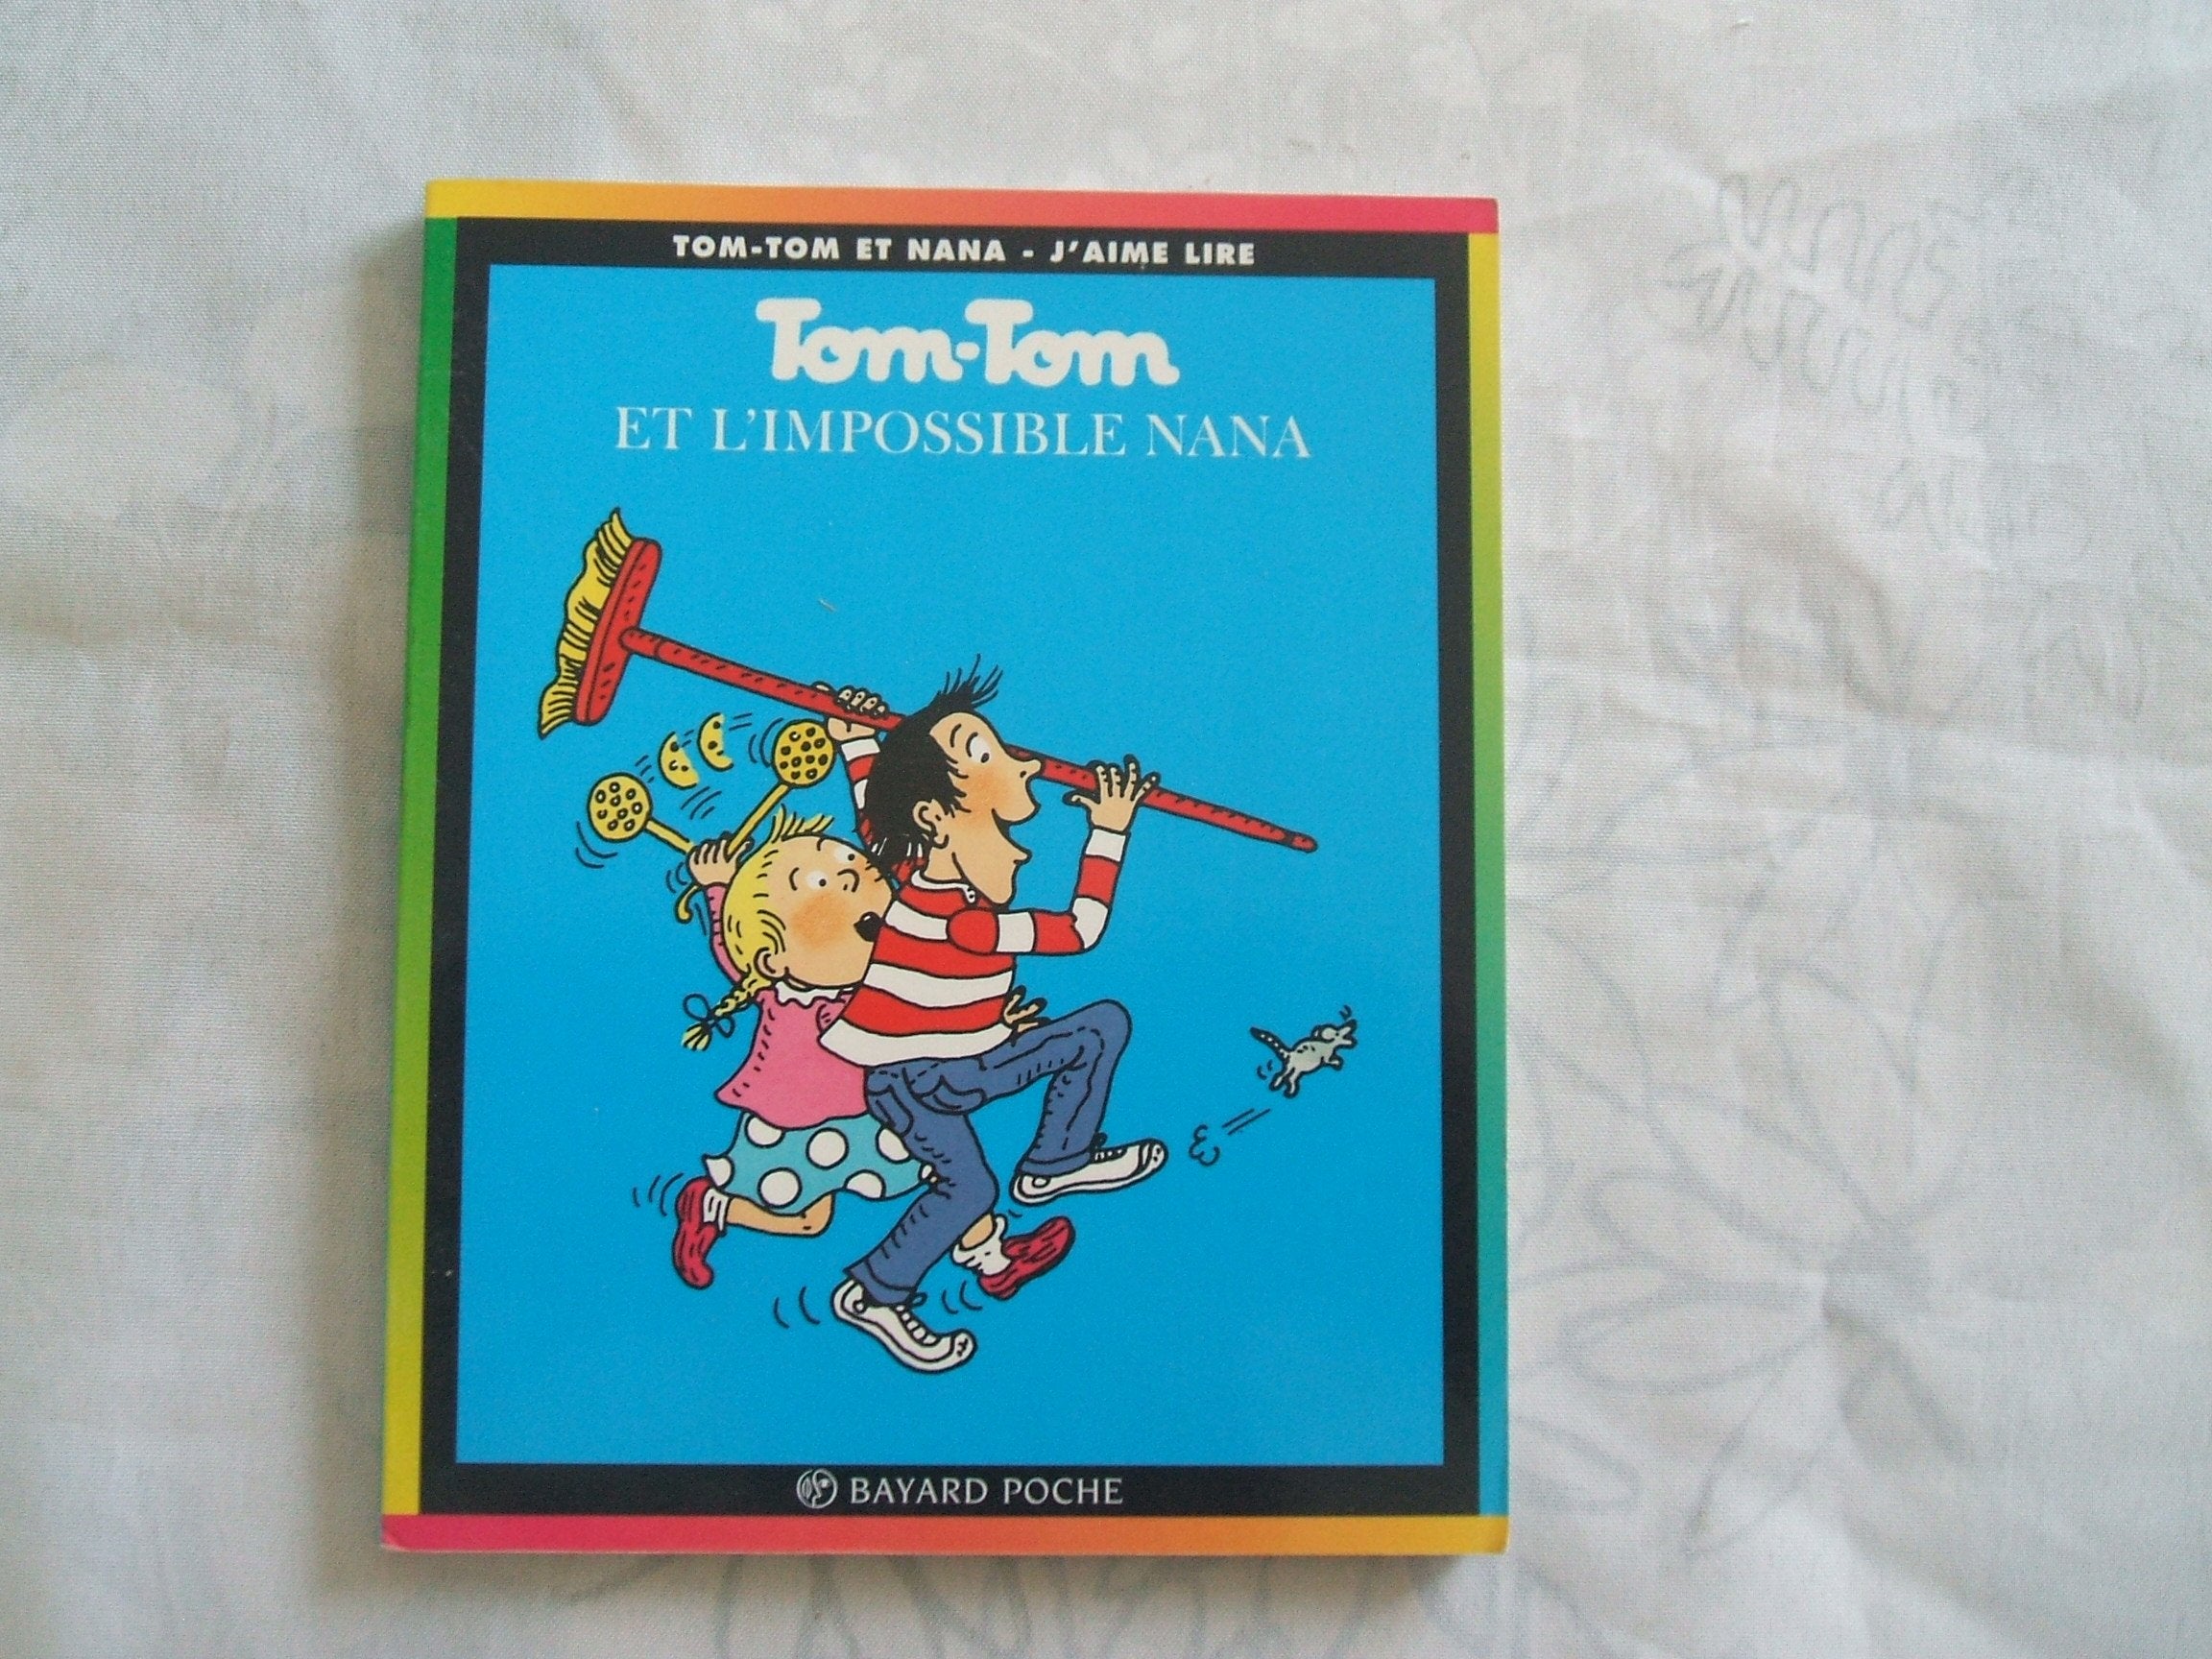 TOM-TOM ET NANA - J'AIME LIRE
Tom-Tom
ET L'IMPOSSIBLE NANA
BAYARD POCHE